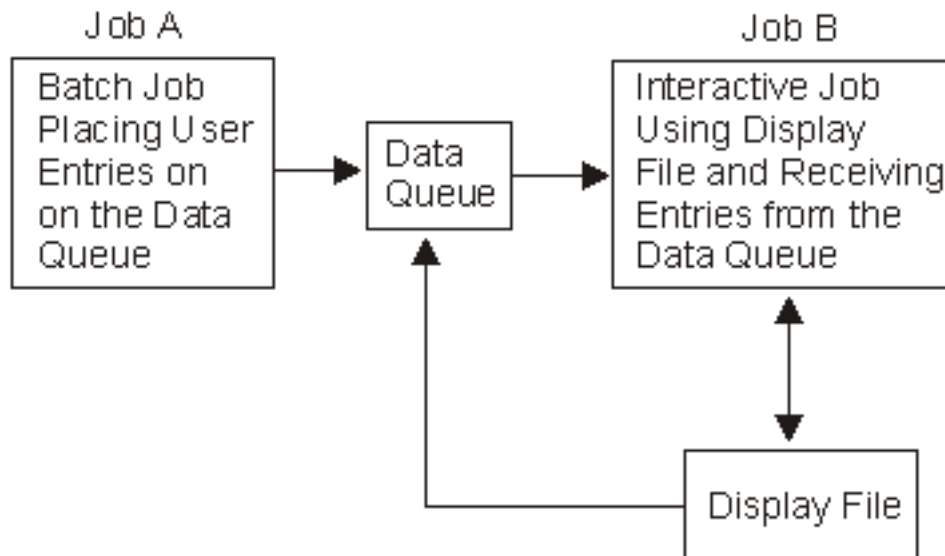 Job A
Batch Job
Placing User
Entries on
on the Data
Queue
Data
Queue
Job B
Interactive Job
Using Display
File and Receiving
Entries from the
Data Queue
Display File